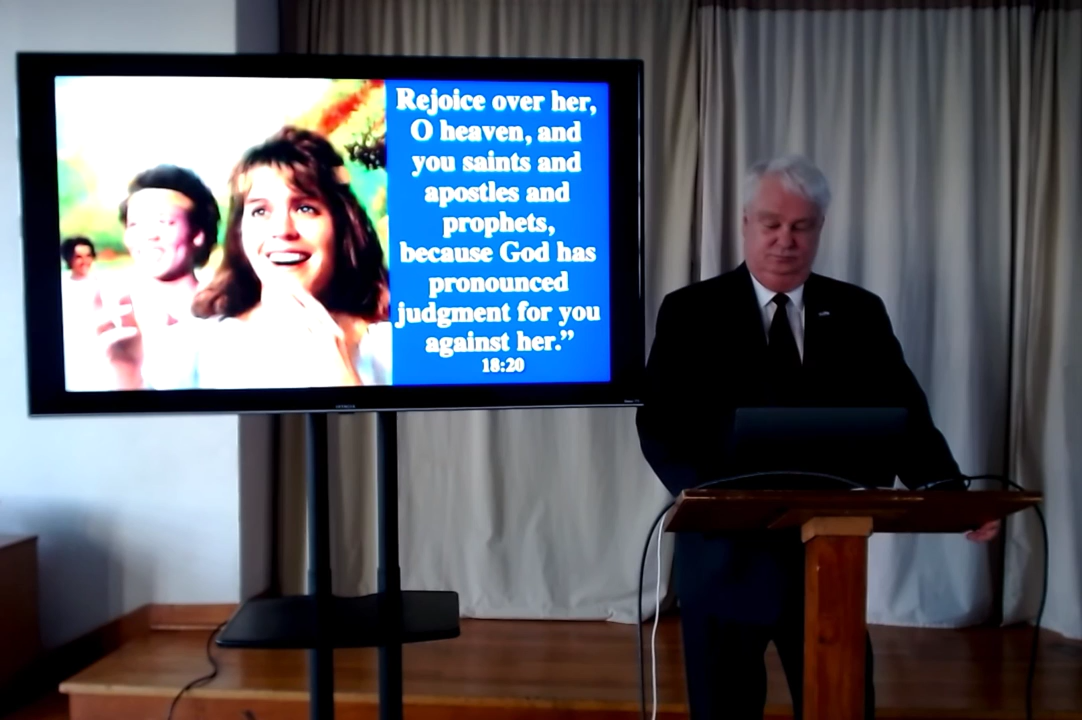 Rejoice over her,
O heaven, and
you saints and
apostles and
prophets,
because God has
pronounced
judgment for you
against her.”
18:20
HITACHI